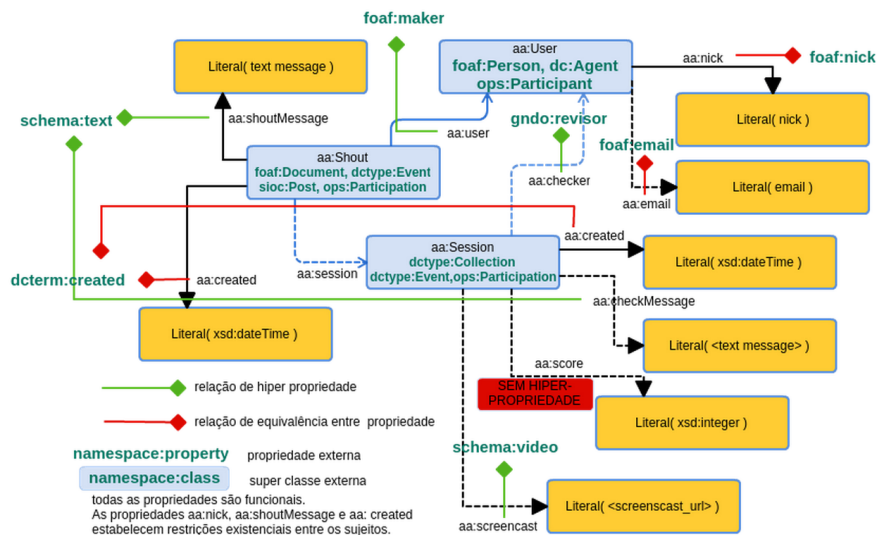 foaf:maker
aa:User
foaf:Person, dc:Agent
ops:Participant
aa:nick
foaf:nick
Literal( text message)
schema:text
aa:shoutMessage
aa:user
gndo:revisor
Literal( nick )
foaf:email
aa:Shout
foaf:Document, dctype:Event
sioc:Post, ops:Participation
aa:checker
Literal( email )
aa:email
aa:created
aa:Session
dctype:Collection
dctype:Event,ops:Participation
Literal( xsd:dateTime )
aa:session
dcterm:created
aa:created
aa:checkMessage
Literal( xsd:dateTime )
Literal( <text message> )
aa:score
SEM HIPER-
PROPRIEDADE
relação de hiper propriedade
Literal( xsd:integer )
relação de equivalência entre propriedade
schema:video
namespace:property propriedade externa
namespace:class super classe externa
todas as propriedades são funcionais.
As propriedades aa:nick, aa:shoutMessage e aa: created
estabelecem restrições existenciais entre os sujeitos.
Literal( <screenscast_url> )
aa:screencast